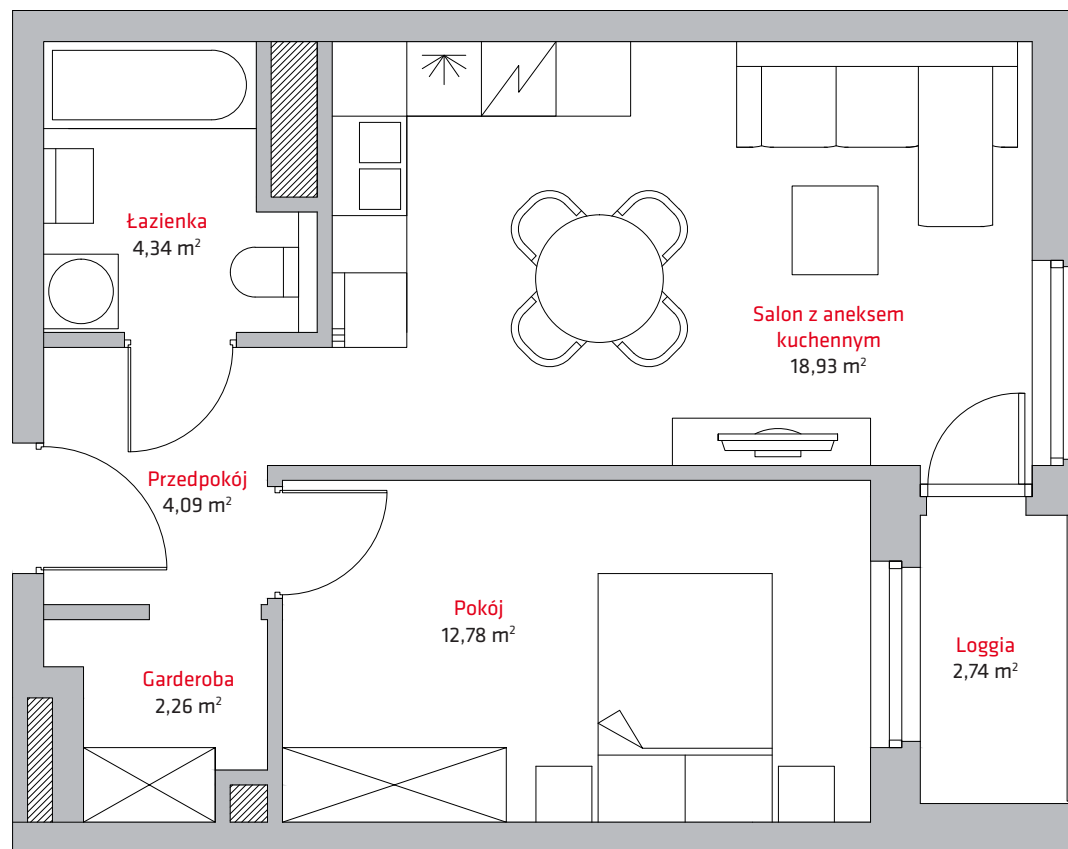 Łazienka
4,34 m²
Salon z aneksem
kuchennym
18,93 m²
Przedpokój
4,09 m²
Pokój
12,78 m²
Loggia
2,74 m²
Garderoba
2,26 m²